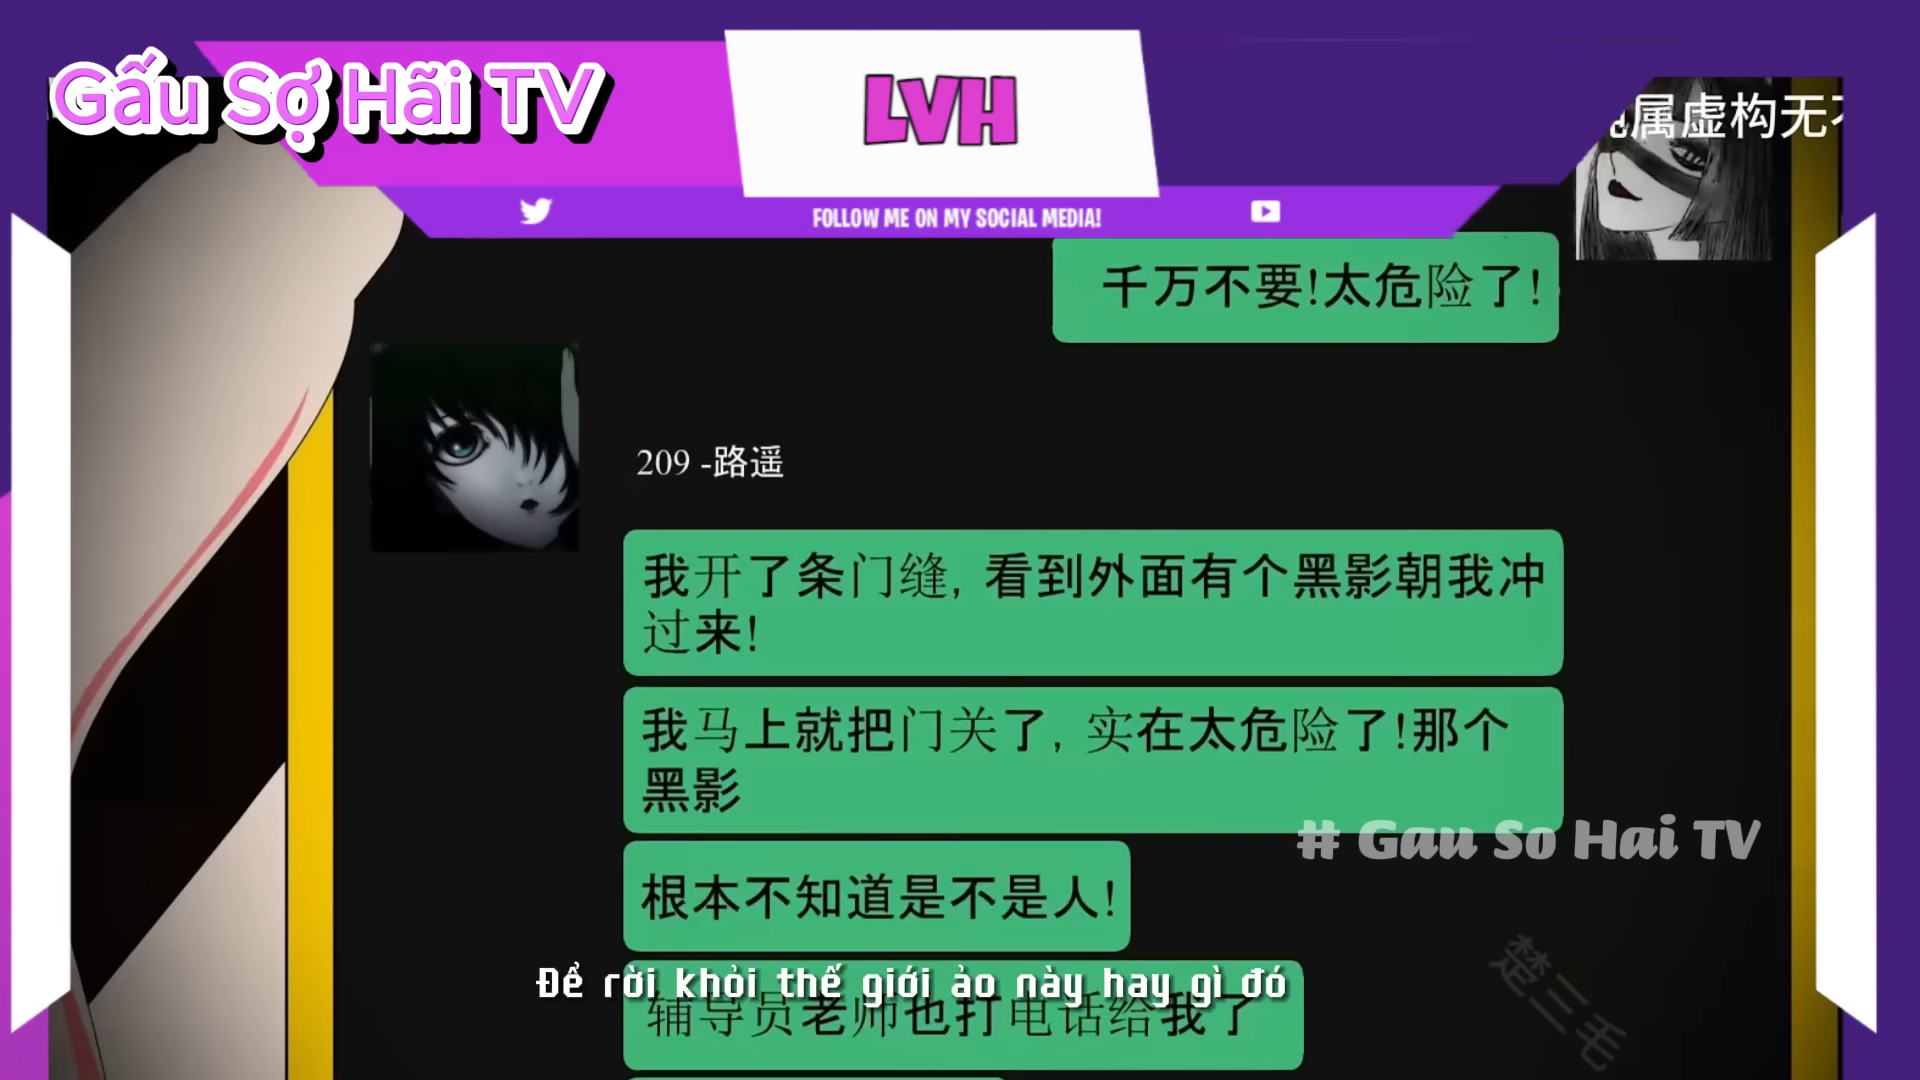 Gấu Sợ Hãi TV
LVH
属虚构无不
FOLLOW ME ON MY SOCIAL MEDIA!
千万不要!太危险了!
209 -路遥
我开了条门缝, 看到外面有个黑影朝我冲
过来!
我马上就把门关了, 实在太危险了!那个
黑影
# Gau So Hai TV
根本不知道是不是人!
Để rời khỏi thế giới ảo này hay gì đó
辅导员老师也打电话给我了
楚三毛